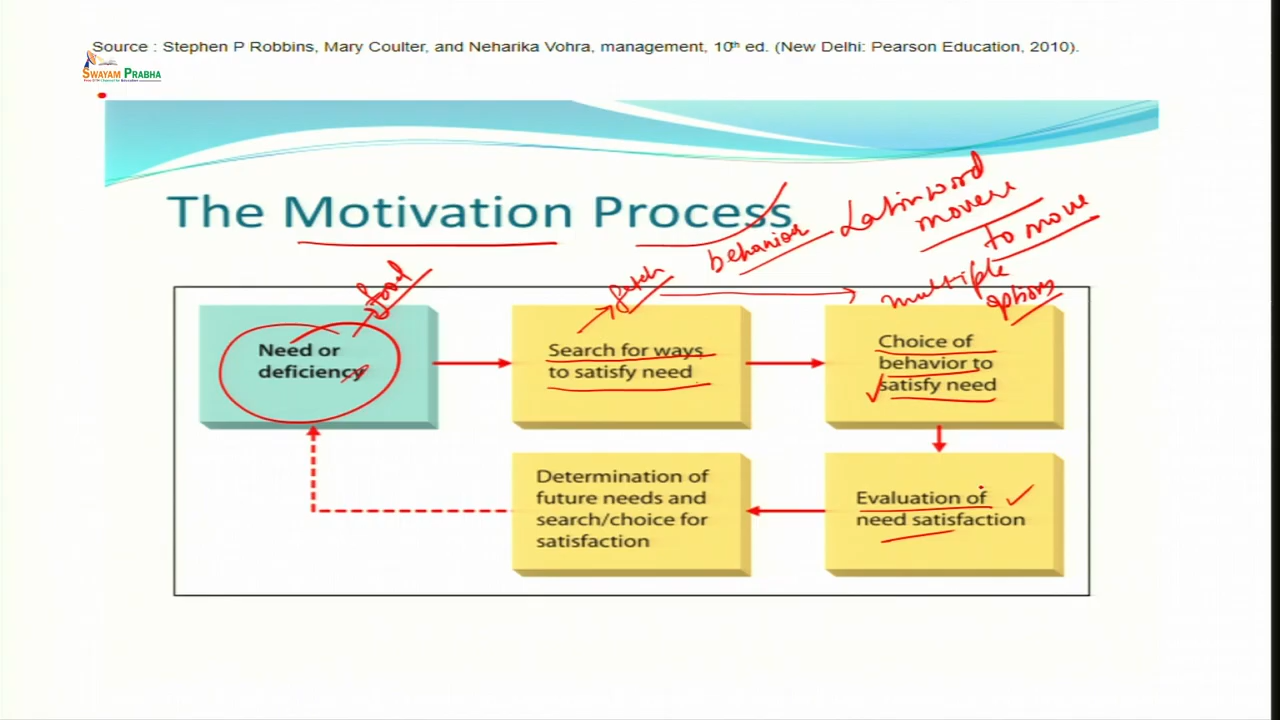 Source : Stephen P Robbins, Mary Coulter, and Neharika Vohra, management, 10th ed. (New Delhi: Pearson Education, 2010).
SWAYAM PRABHA
The Motivation Process
behavior
Latin word
movere
to move
food
fetch
multiple
options
Need or
deficiency
Search for ways
to satisfy need
Choice of
behavior to
satisfy need
Determination of
future needs and
search/choice for
satisfaction
Evaluation of
need satisfaction